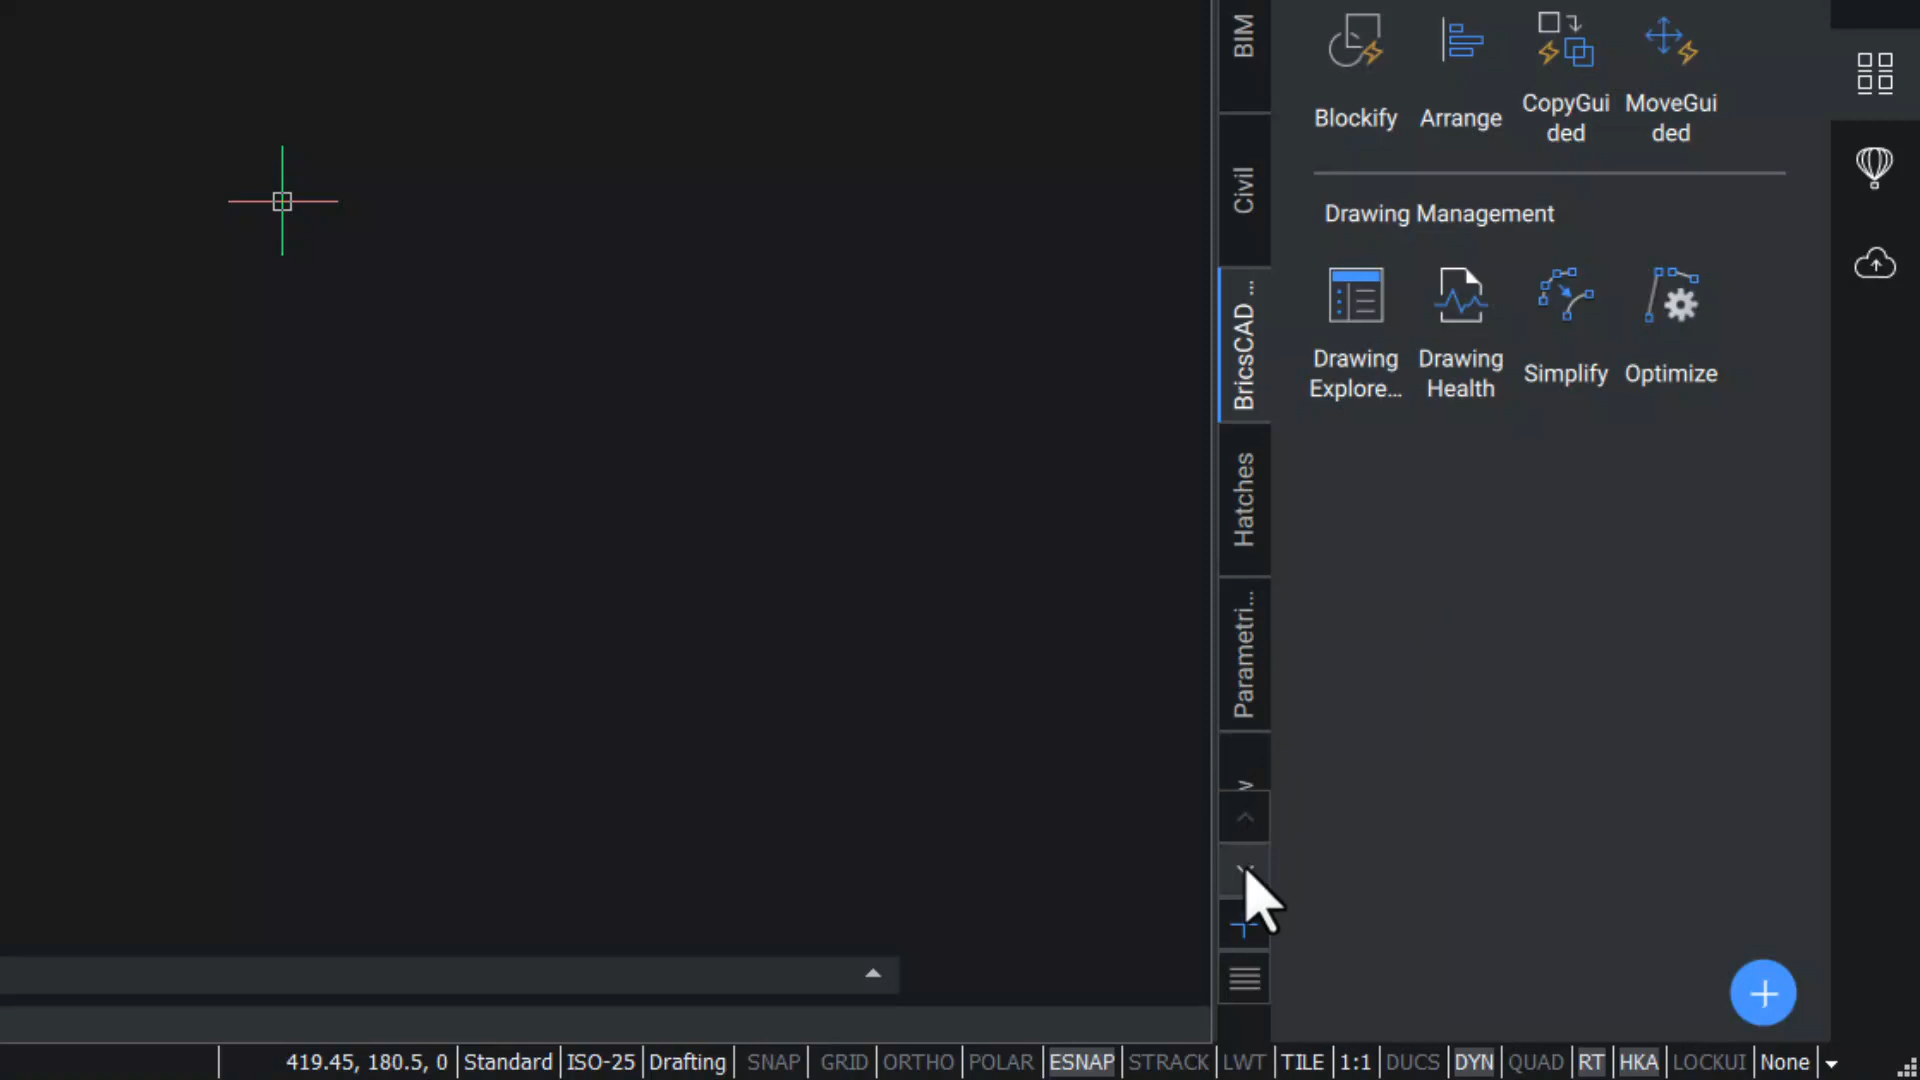 BIM
Civil
BricsCAD ...
Hatches
Parametri...
Blockify
Arrange
CopyGui
ded
MoveGui
ded
Drawing Management
Drawing
Explore...
Drawing
Health
Simplify
Optimize
419.45, 180.5, 0 Standard ISO-25 Drafting SNAP GRID ORTHO POLAR ESNAP STRACK LWT TILE 1:1 DUCS DYN QUAD RT HKA LOCKUI None